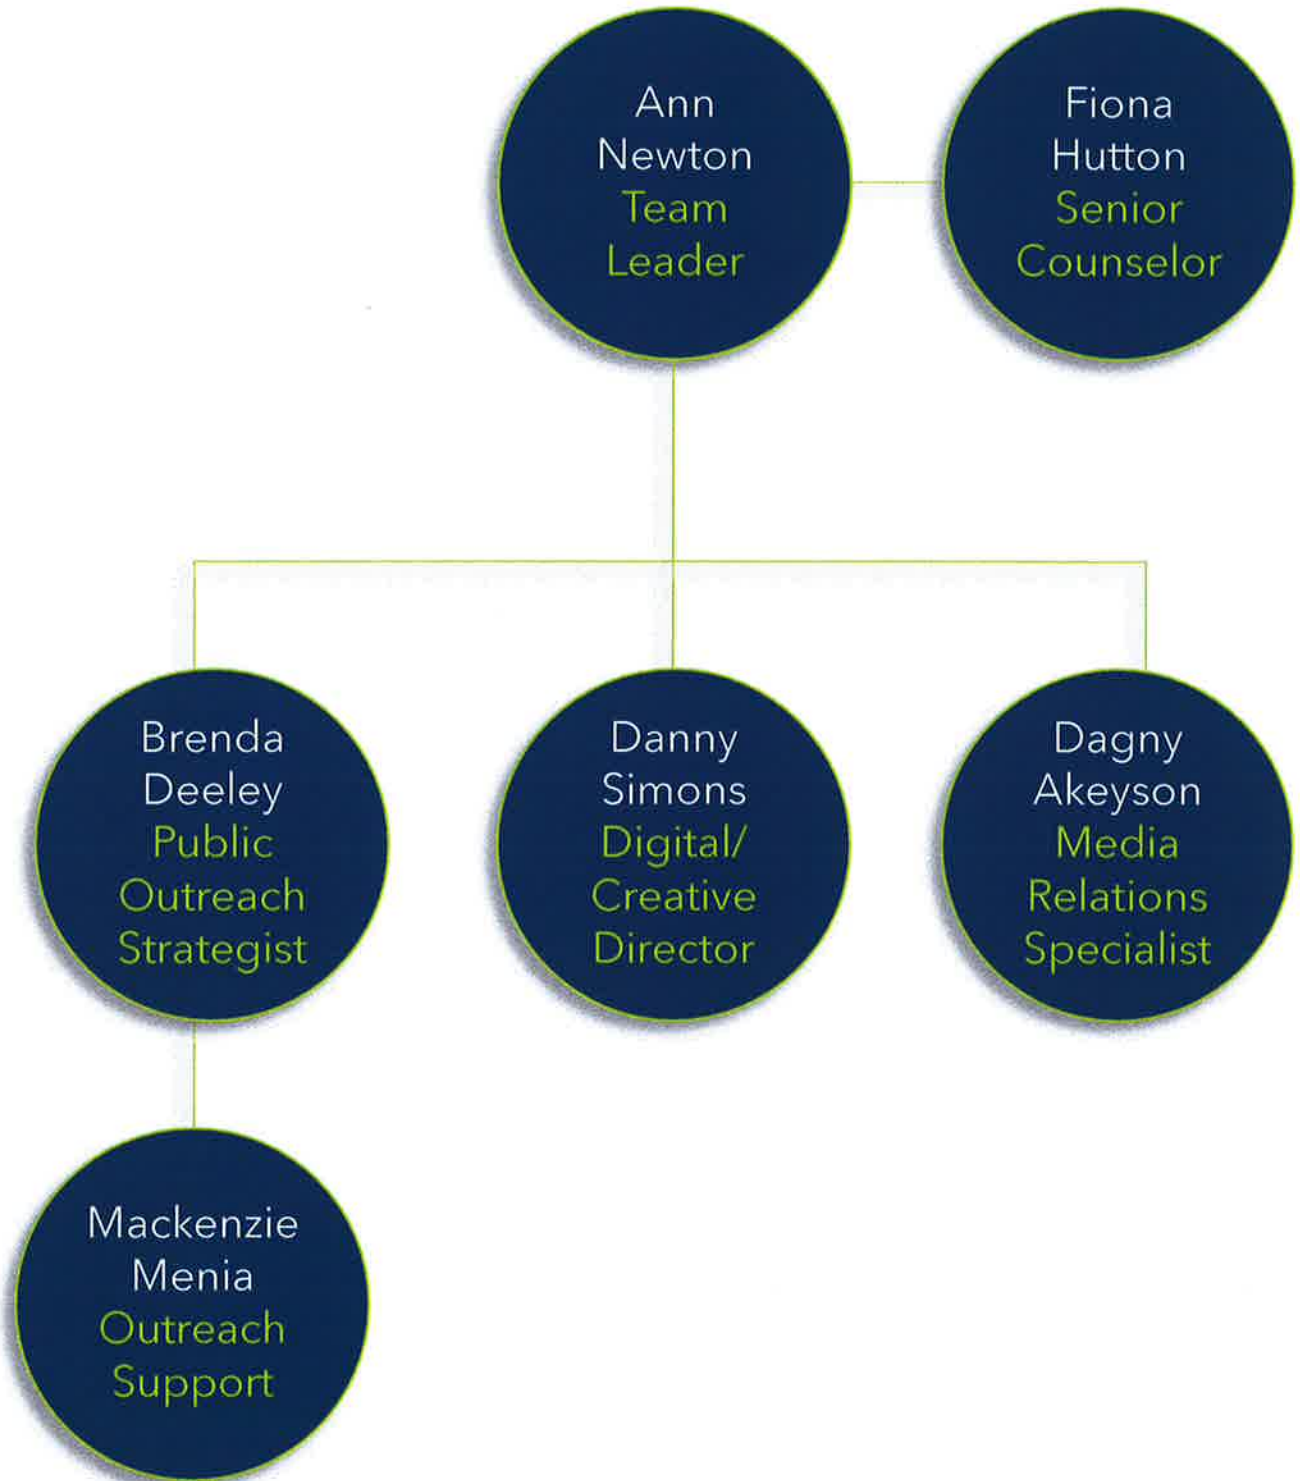 Ann
Newton
Team
Leader
Fiona
Hutton
Senior
Counselor
Brenda
Deeley
Public
Outreach
Strategist
Danny
Simons
Digital/
Creative
Director
Dagny
Akeyson
Media
Relations
Specialist
Mackenzie
Menia
Outreach
Support